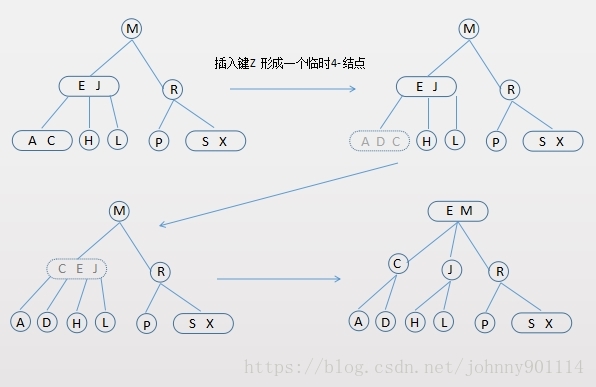 M
插入键Z 形成一个临时4-结点
M
E J
R
E J
R
A C
H
L
P
S X
A D C
H
L
P
S X
M
E M
C E J
R
C
J
R
A
D
H
L
P
S X
A
D
H
L
P
S X
https://blog.csdn.net/johnny901114